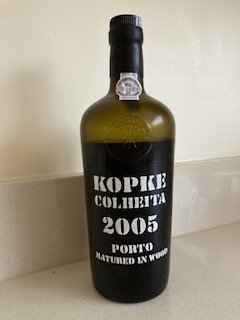 KOPKE
COLHEITA
2005
PORTO
MATURED IN WOOD